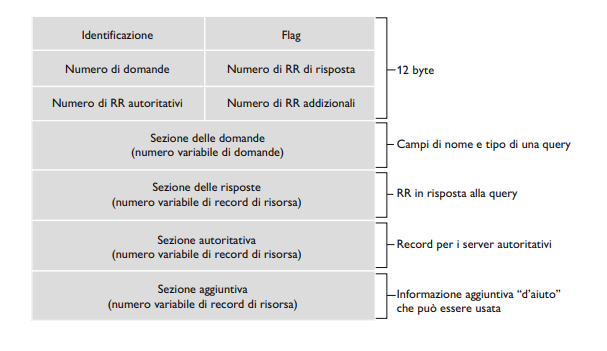 Identificazione
Flag
Numero di domande
Numero di RR di risposta
12 byte
Numero di RR autoritativi
Numero di RR addizionali
Sezione delle domande
(numero variabile di domande)
Campi di nome e tipo di una query
Sezione delle risposte
(numero variabile di record di risorsa)
RR in risposta alla query
Sezione autoritativa
(numero variabile di record di risorsa)
Record per i server autoritativi
Sezione aggiuntiva
(numero variabile di record di risorsa)
Informazione aggiuntiva “d’aiuto”
che può essere usata